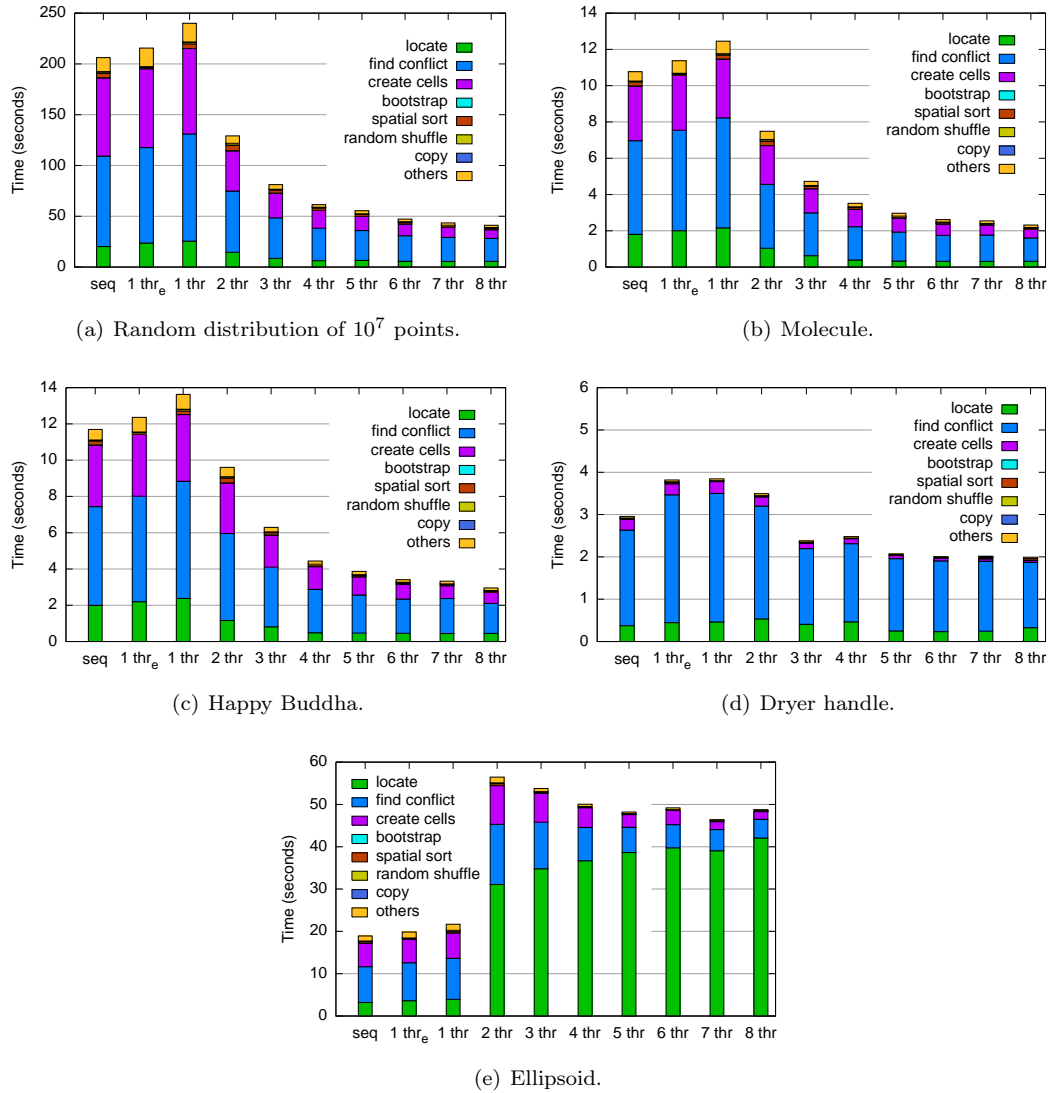 250
200
150
100
50
0
Time (seconds)
locate
find conflict
create cells
bootstrap
spatial sort
random shuffle
copy
others
seq 1 thre 1 thr 2 thr 3 thr 4 thr 5 thr 6 thr 7 thr 8 thr
(a) Random distribution of 10⁷ points.
14
12
10
8
6
4
2
0
Time (seconds)
locate
find conflict
create cells
bootstrap
spatial sort
random shuffle
copy
others
seq 1 thre 1 thr 2 thr 3 thr 4 thr 5 thr 6 thr 7 thr 8 thr
(b) Molecule.
14
12
10
8
6
4
2
0
Time (seconds)
locate
find conflict
create cells
bootstrap
spatial sort
random shuffle
copy
others
seq 1 thre 1 thr 2 thr 3 thr 4 thr 5 thr 6 thr 7 thr 8 thr
(c) Happy Buddha.
6
5
4
3
2
1
0
Time (seconds)
locate
find conflict
create cells
bootstrap
spatial sort
random shuffle
copy
others
seq 1 thre 1 thr 2 thr 3 thr 4 thr 5 thr 6 thr 7 thr 8 thr
(d) Dryer handle.
60
50
40
30
20
10
0
Time (seconds)
locate
find conflict
create cells
bootstrap
spatial sort
random shuffle
copy
others
seq 1 thre 1 thr 2 thr 3 thr 4 thr 5 thr 6 thr 7 thr 8 thr
(e) Ellipsoid.